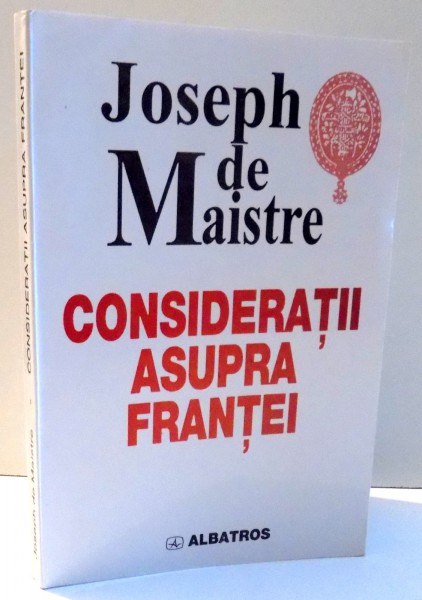 Joseph
de
Maistre
CONSIDERAȚII
ASUPRA
FRANȚEI
ALBATROS
Joseph de Maistre - CONSIDERAȚII ASUPRA FRANȚEI